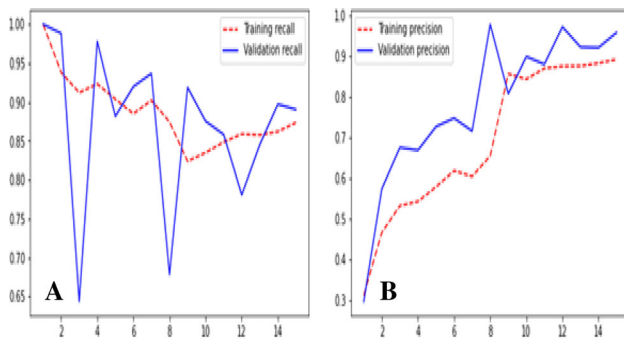 1.00
0.95
0.90
0.85
0.80
0.75
0.70
0.65
Training recall
Validation recall
A
2 4 6 8 10 12 14
1.0
0.9
0.8
0.7
0.6
0.5
0.4
0.3
Training precision
Validation precision
B
2 4 6 8 10 12 14